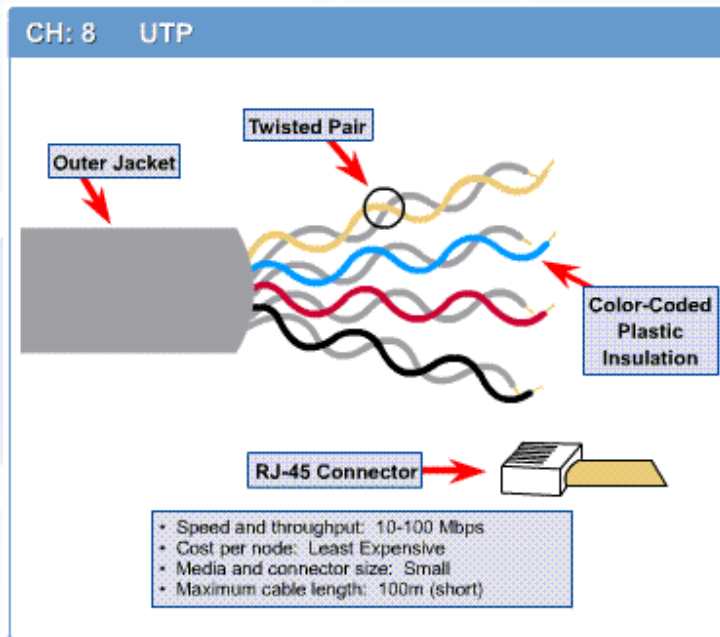 CH: 8 UTP
Twisted Pair
Outer Jacket
Color-Coded
Plastic
Insulation
RJ-45 Connector
• Speed and throughput: 10-100 Mbps
• Cost per node: Least Expensive
• Media and connector size: Small
• Maximum cable length: 100m (short)